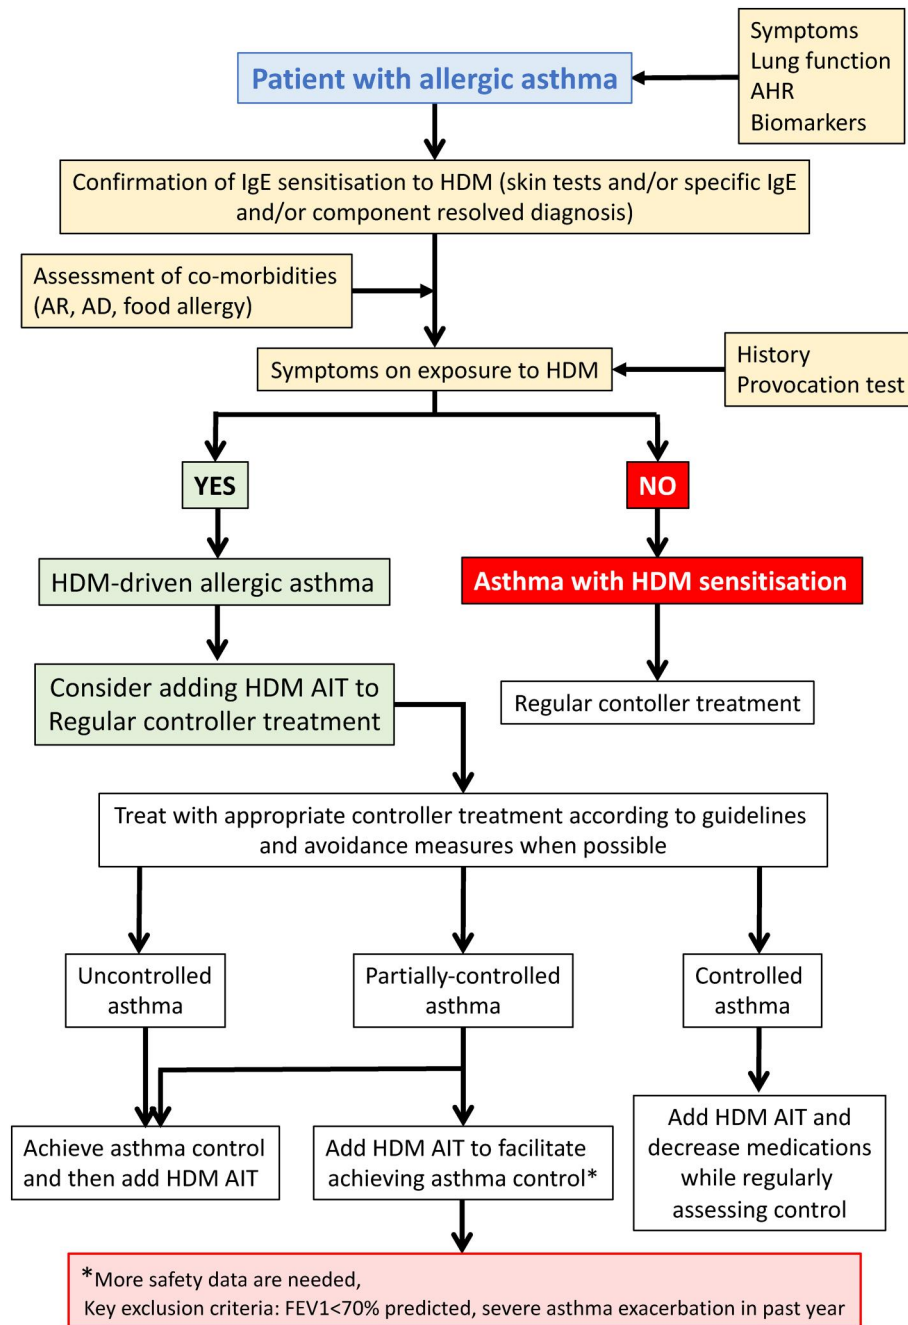 Symptoms
Lung function
AHR
Biomarkers
Patient with allergic asthma
Confirmation of IgE sensitisation to HDM (skin tests and/or specific IgE
and/or component resolved diagnosis)
Assessment of co-morbidities
(AR, AD, food allergy)
Symptoms on exposure to HDM
History
Provocation test
YES
NO
HDM-driven allergic asthma
Asthma with HDM sensitisation
Consider adding HDM AIT to
Regular controller treatment
Regular contoller treatment
Treat with appropriate controller treatment according to guidelines
and avoidance measures when possible
Uncontrolled
asthma
Partially-controlled
asthma
Controlled
asthma
Achieve asthma control
and then add HDM AIT
Add HDM AIT to facilitate
achieving asthma control*
Add HDM AIT and
decrease medications
while regularly
assessing control
*More safety data are needed,
Key exclusion criteria: FEV1<70% predicted, severe asthma exacerbation in past year